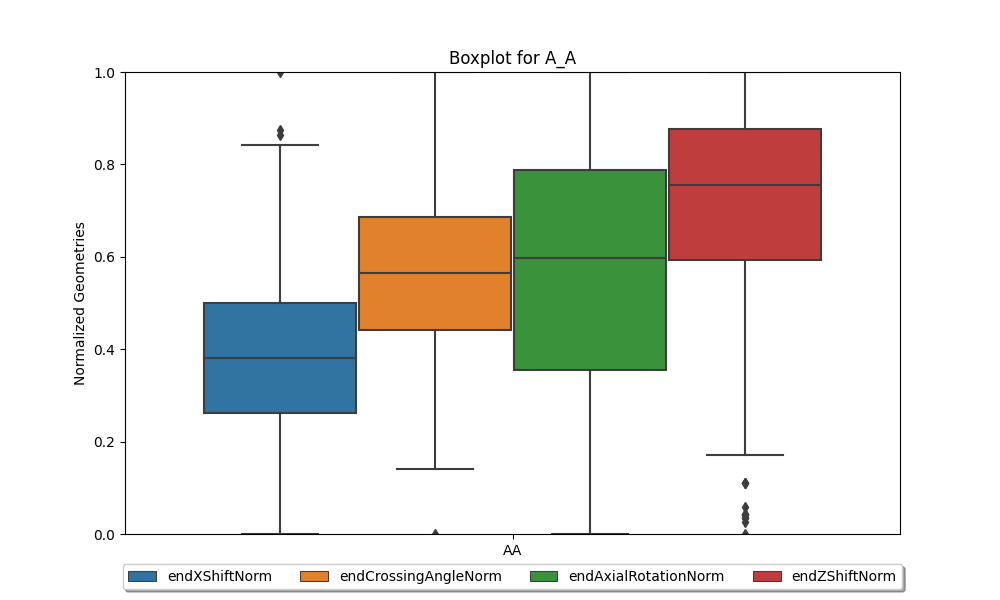 Boxplot for A_A
Normalized Geometries
1.0
0.8
0.6
0.4
0.2
0.0
AA
endXShiftNorm endCrossingAngleNorm endAxialRotationNorm endZShiftNorm